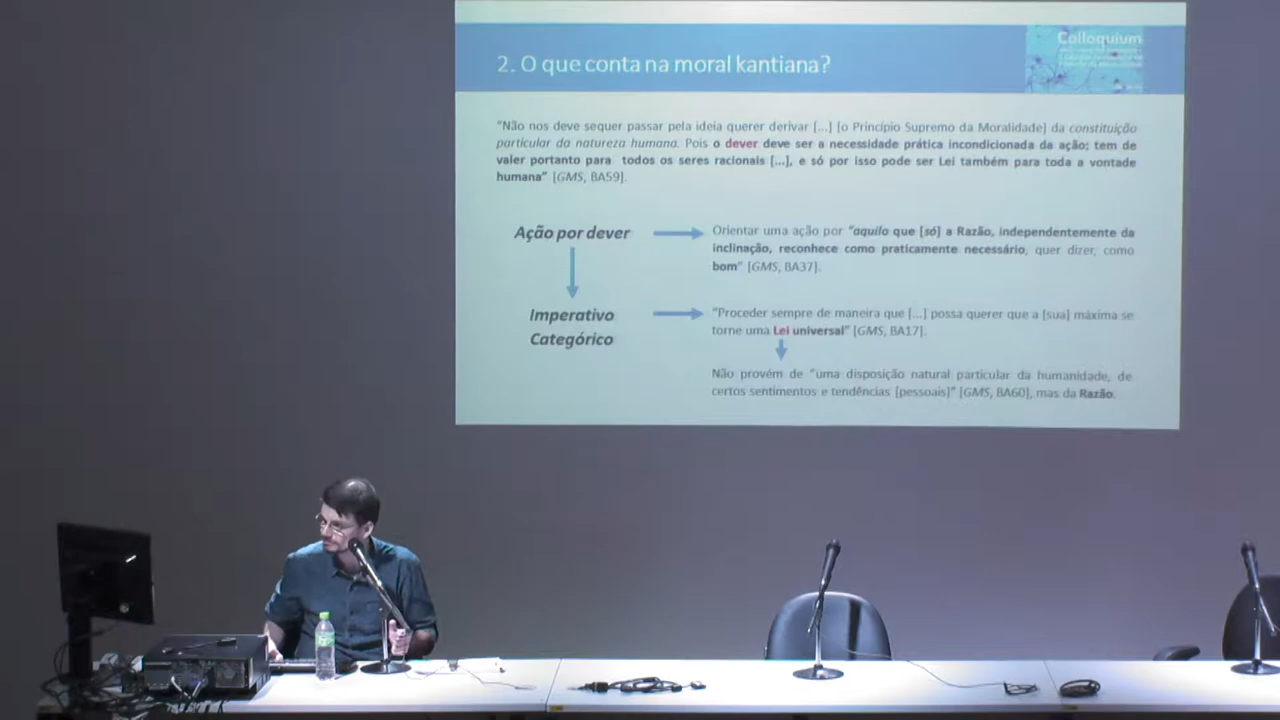 2. O que conta na moral kantiana?
Colloquium
“Não nos deve sequer passar pela ideia querer derivar [...] [o Princípio Supremo da Moralidade] da constituição
particular da natureza humana. Pois o dever deve ser a necessidade prática incondicionada da ação; tem de
valer portanto para todos os seres racionais [...], e só por isso pode ser Lei também para toda a vontade
humana” [GMS, BA59].
Ação por dever
Orientar uma ação por “aquilo que [só] a Razão, independentemente da
inclinação, reconhece como praticamente necessário, quer dizer, como
bom” [GMS, BA37].
Imperativo
Categórico
“Proceder sempre de maneira que [...] possa querer que a [sua] máxima se
torne uma Lei universal” [GMS, BA17].
Não provém de “uma disposição natural particular da humanidade, de
certos sentimentos e tendências [pessoais]” [GMS, BA60], mas da Razão.